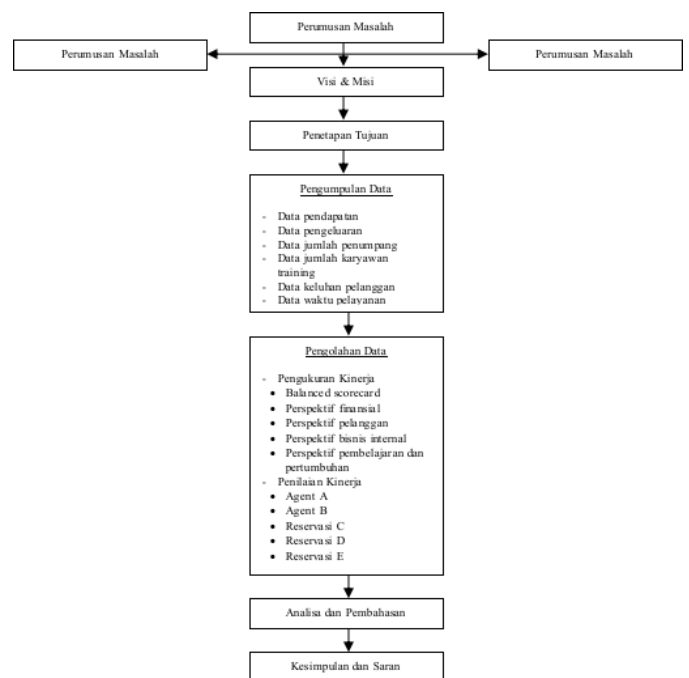 Perumusan Masalah
Perumusan Masalah
Perumusan Masalah
Visi & Misi
Penetapan Tujuan
Pengumpulan Data
- Data pendapatan
- Data pengeluaran
- Data jumlah penumpang
- Data jumlah karyawan
training
- Data keluhan pelanggan
- Data waktu pelayanan
Pengolahan Data
- Pengukuran Kinerja
• Balanced scorecard
• Perspektif finansial
• Perspektif pelanggan
• Perspektif bisnis internal
• Perspektif pembelajaran dan
pertumbuhan
- Penilaian Kinerja
• Agent A
• Agent B
• Reservasi C
• Reservasi D
• Reservasi E
Analisa dan Pembahasan
Kesimpulan dan Saran